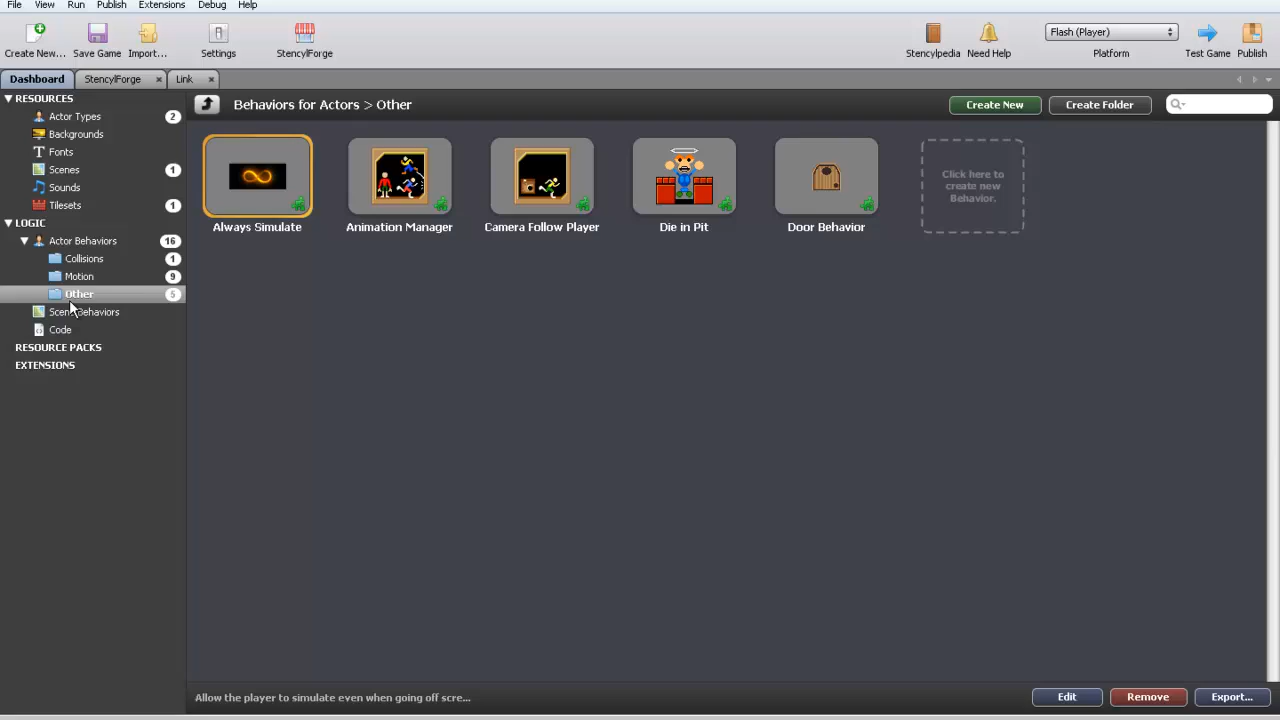 File View Run Publish Extensions Debug Help
Create New... Save Game Import... Settings StencylForge Stencylpedia Need Help Flash (Player) Platform Test Game Publish
Dashboard StencylForge Link
RESOURCES
Actor Types 2
Backgrounds
Fonts
Scenes 1
Sounds
Tilesets 1
LOGIC
Actor Behaviors 16
Collisions 1
Motion 9
Other 5
Scene Behaviors
Code
RESOURCE PACKS
EXTENSIONS
Behaviors for Actors > Other Create New Create Folder
Always Simulate Animation Manager Camera Follow Player Die in Pit Door Behavior
Click here to
create new
Behavior.
Allow the player to simulate even when going off scre... Edit Remove Export...